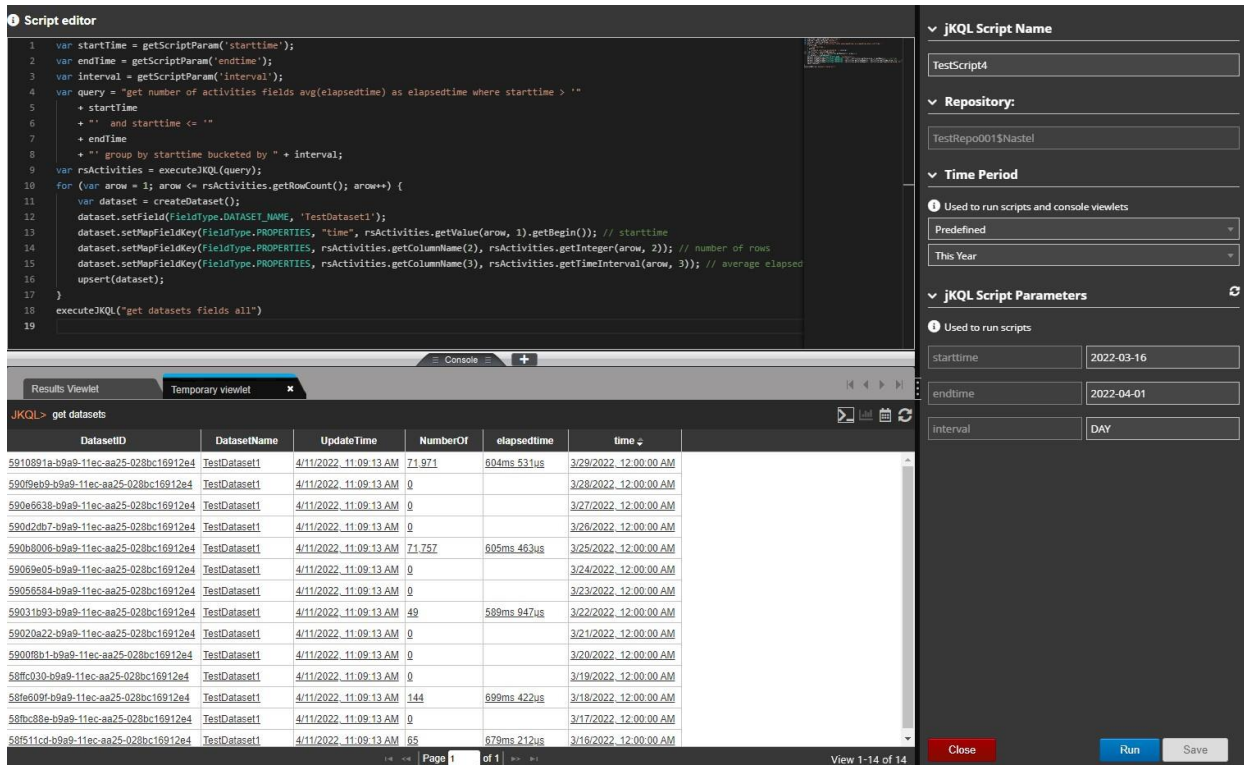 Script editor
1 var startTime = getScriptParam('starttime');
2 var endTime = getScriptParam('endtime');
3 var interval = getScriptParam('interval');
4 var query = "get number of activities fields avg(elapsedtime) as elapsedtime where starttime > '"
5 + startTime
6 + "'  and starttime <= '"
7 + endTime
8 + "' group by starttime bucketed by " + interval;
9 var rsActivities = executeJKQL(query);
10 for (var arow = 1; arow <= rsActivities.getRowCount(); arow++) {
11 var dataset = createDataset();
12 dataset.setField(FieldType.DATASET_NAME, 'TestDataset1');
13 dataset.setMapFieldKey(FieldType.PROPERTIES, "time", rsActivities.getValue(arow, 1).getBegin()); // starttime
14 dataset.setMapFieldKey(FieldType.PROPERTIES, rsActivities.getColumnName(2), rsActivities.getInteger(arow, 2)); // number of rows
15 dataset.setMapFieldKey(FieldType.PROPERTIES, rsActivities.getColumnName(3), rsActivities.getTimeInterval(arow, 3)); // average elapsed
16 upsert(dataset);
17 }
18 executeJKQL("get datasets fields all")
19
Console +
Results Viewlet Temporary viewlet ×
JKQL> get datasets
DatasetID DatasetName UpdateTime NumberOf elapsedtime time
5910891a-b9a9-11ec-aa25-028bc16912e4 TestDataset1 4/11/2022, 11:09:13 AM 71,971 604ms 531µs 3/29/2022, 12:00:00 AM
590f9eb9-b9a9-11ec-aa25-028bc16912e4 TestDataset1 4/11/2022, 11:09:13 AM 0 3/28/2022, 12:00:00 AM
590e6638-b9a9-11ec-aa25-028bc16912e4 TestDataset1 4/11/2022, 11:09:13 AM 0 3/27/2022, 12:00:00 AM
590d2db7-b9a9-11ec-aa25-028bc16912e4 TestDataset1 4/11/2022, 11:09:13 AM 0 3/26/2022, 12:00:00 AM
590b8006-b9a9-11ec-aa25-028bc16912e4 TestDataset1 4/11/2022, 11:09:13 AM 71,757 605ms 463µs 3/25/2022, 12:00:00 AM
59069e05-b9a9-11ec-aa25-028bc16912e4 TestDataset1 4/11/2022, 11:09:13 AM 0 3/24/2022, 12:00:00 AM
59056584-b9a9-11ec-aa25-028bc16912e4 TestDataset1 4/11/2022, 11:09:13 AM 0 3/23/2022, 12:00:00 AM
59031b93-b9a9-11ec-aa25-028bc16912e4 TestDataset1 4/11/2022, 11:09:13 AM 49 589ms 947µs 3/22/2022, 12:00:00 AM
59020a22-b9a9-11ec-aa25-028bc16912e4 TestDataset1 4/11/2022, 11:09:13 AM 0 3/21/2022, 12:00:00 AM
5900f8b1-b9a9-11ec-aa25-028bc16912e4 TestDataset1 4/11/2022, 11:09:13 AM 0 3/20/2022, 12:00:00 AM
58ffc030-b9a9-11ec-aa25-028bc16912e4 TestDataset1 4/11/2022, 11:09:13 AM 0 3/19/2022, 12:00:00 AM
58fe609f-b9a9-11ec-aa25-028bc16912e4 TestDataset1 4/11/2022, 11:09:13 AM 144 699ms 422µs 3/18/2022, 12:00:00 AM
58fbc88e-b9a9-11ec-aa25-028bc16912e4 TestDataset1 4/11/2022, 11:09:13 AM 0 3/17/2022, 12:00:00 AM
58f511cd-b9a9-11ec-aa25-028bc16912e4 TestDataset1 4/11/2022, 11:09:13 AM 65 679ms 212µs 3/16/2022, 12:00:00 AM
Page 1 of 1 View 1-14 of 14
jKQL Script Name
TestScript4
Repository:
TestRepo001$Nastel
Time Period
Used to run scripts and console viewlets
Predefined
This Year
jKQL Script Parameters
Used to run scripts
starttime 2022-03-16
endtime 2022-04-01
interval DAY
Close Run Save